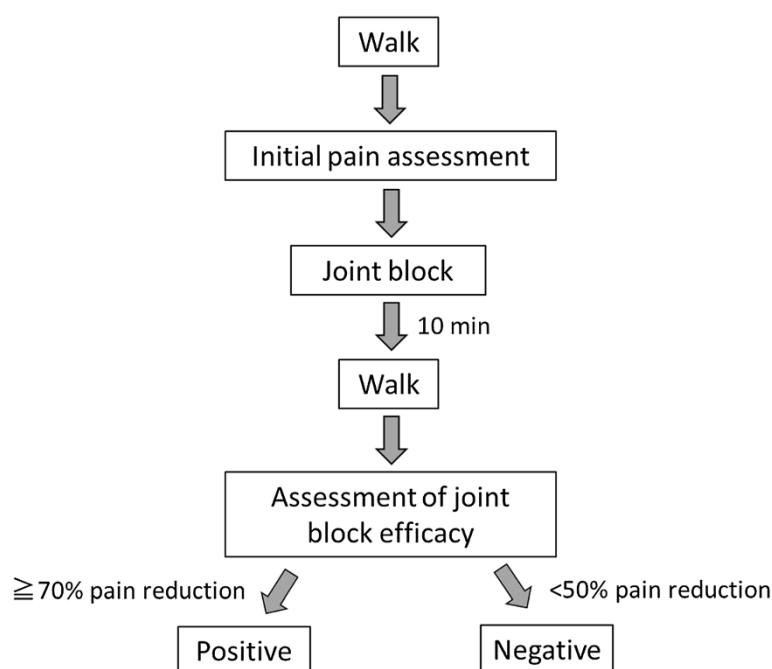 Walk
Initial pain assessment
Joint block
10 min
Walk
Assessment of joint
block efficacy
≧70% pain reduction
<50% pain reduction
Positive
Negative